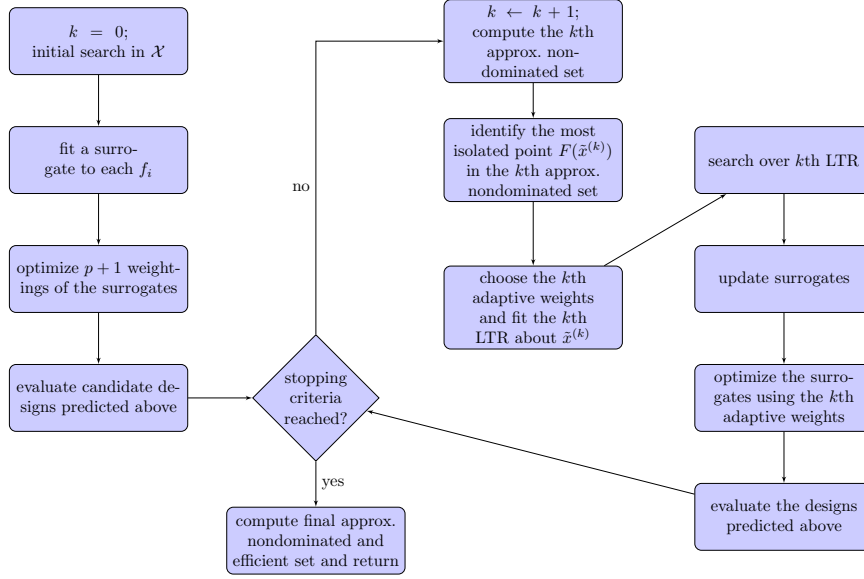 k = 0;
initial search in 𝒳
fit a surro-
gate to each f_i
optimize p + 1 weight-
ings of the surrogates
evaluate candidate de-
signs predicted above
stopping
criteria
reached?
yes
compute final approx.
nondominated and
efficient set and return
no
k ← k + 1;
compute the kth
approx. non-
dominated set
identify the most
isolated point F(x̃^(k))
in the kth approx.
nondominated set
choose the kth
adaptive weights
and fit the kth
LTR about x̃^(k)
search over kth LTR
update surrogates
optimize the surro-
gates using the kth
adaptive weights
evaluate the designs
predicted above